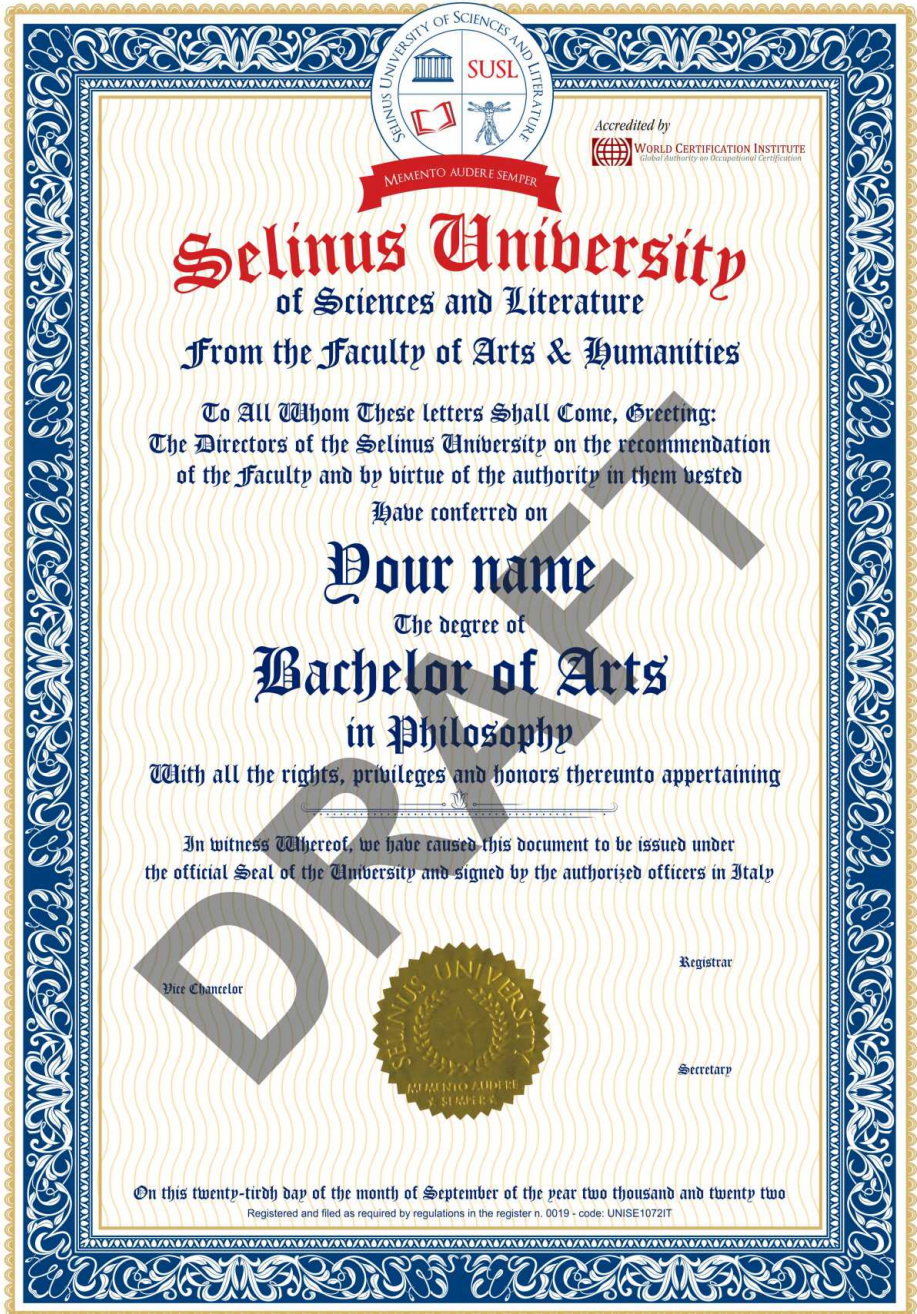 SELINUS UNIVERSITY OF SCIENCES AND LITERATURE
SUSL
MEMENTO AUDERE SEMPER
Accredited by
WORLD CERTIFICATION INSTITUTE
Global Authority on Occupational Certification
Selinus University
of Sciences and Literature
From the Faculty of Arts & Humanities
To All Whom These letters Shall Come, Greeting:
The Directors of the Selinus University on the recommendation
of the Faculty and by virtue of the authority in them vested
Have conferred on
Your name
The degree of
Bachelor of Arts
in Philosophy
With all the rights, privileges and honors thereunto appertaining
In witness Whereof, we have caused this document to be issued under
the official Seal of the University and signed by the authorized officers in Italy
DRAFT
Registrar
Vice Chancelor
SELINUS UNIVERSITY
MEMENTO AUDERE
SEMPER
Secretary
On this twenty-tirdh day of the month of September of the year two thousand and twenty two
Registered and filed as required by regulations in the register n. 0019 - code: UNISE1072IT